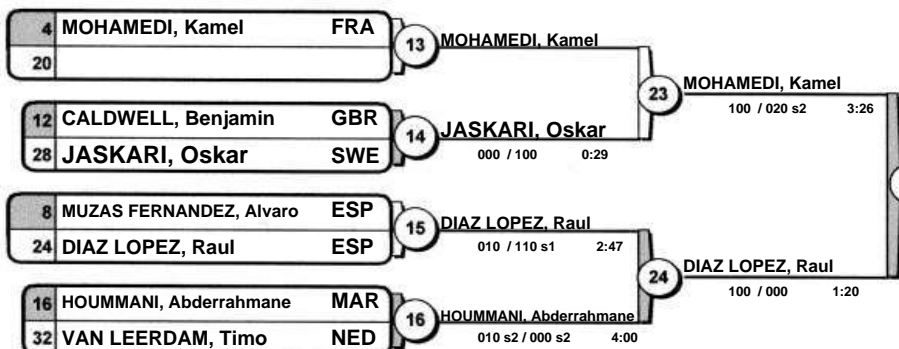 4 MOHAMEDI, Kamel FRA
20
13 MOHAMEDI, Kamel
23 MOHAMEDI, Kamel
100 / 020 s2 3:26
12 CALDWELL, Benjamin GBR
28 JASKARI, Oskar SWE
14 JASKARI, Oskar
000 / 100 0:29
8 MUZAS FERNANDEZ, Alvaro ESP
24 DIAZ LOPEZ, Raul ESP
15 DIAZ LOPEZ, Raul
010 / 110 s1 2:47
24 DIAZ LOPEZ, Raul
100 / 000 1:20
16 HOUMMANI, Abderrahmane MAR
32 VAN LEERDAM, Timo NED
16 HOUMMANI, Abderrahmane
010 s2 / 000 s2 4:00